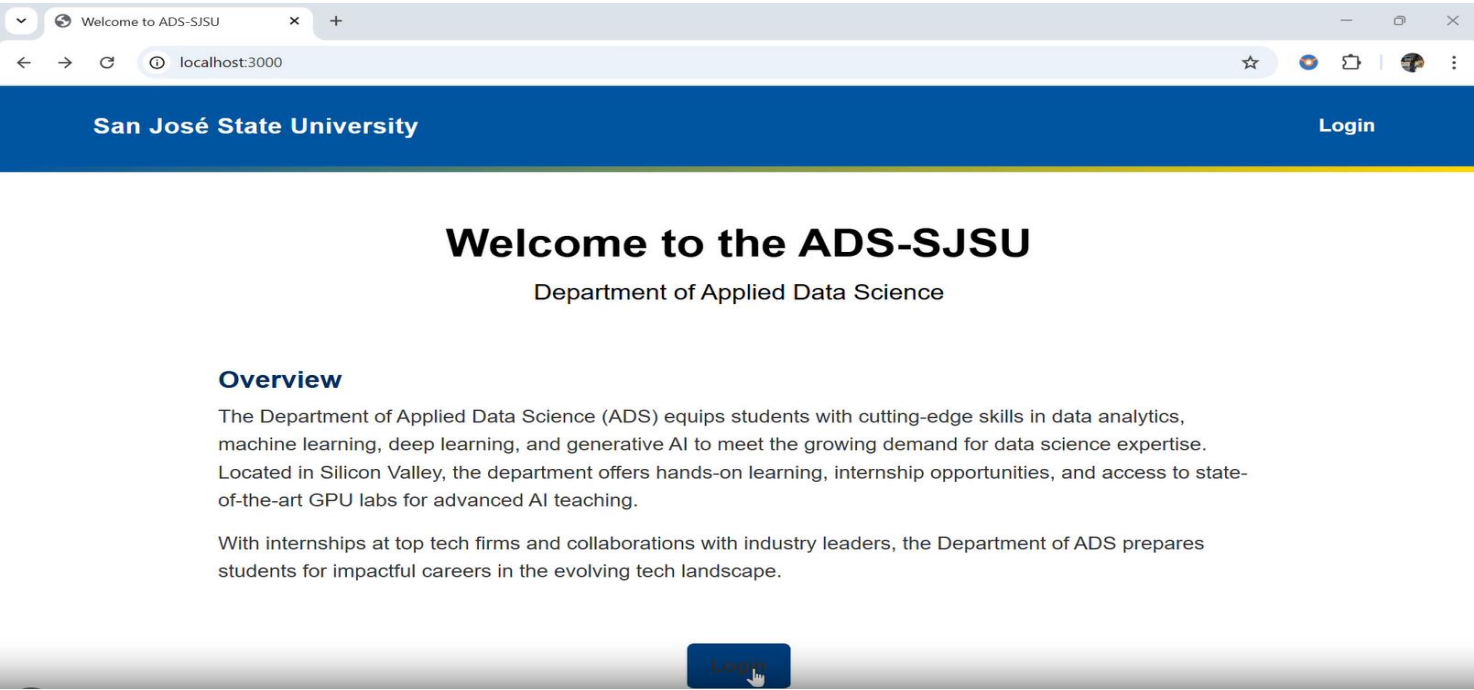 Welcome to ADS-SJSU
localhost:3000
San José State University
Login
Welcome to the ADS-SJSU
Department of Applied Data Science
Overview
The Department of Applied Data Science (ADS) equips students with cutting-edge skills in data analytics,
machine learning, deep learning, and generative AI to meet the growing demand for data science expertise.
Located in Silicon Valley, the department offers hands-on learning, internship opportunities, and access to state-
of-the-art GPU labs for advanced AI teaching.
With internships at top tech firms and collaborations with industry leaders, the Department of ADS prepares
students for impactful careers in the evolving tech landscape.
Login